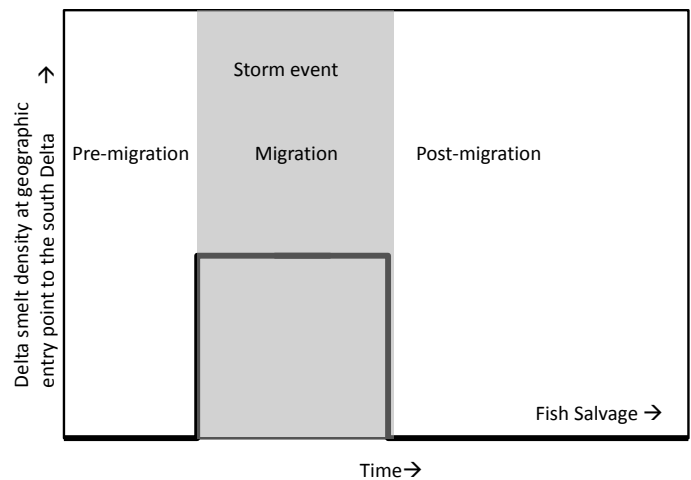 Storm event
Pre-migration
Migration
Post-migration
Delta smelt density at geographic →
entry point to the south Delta
Fish Salvage →
Time→